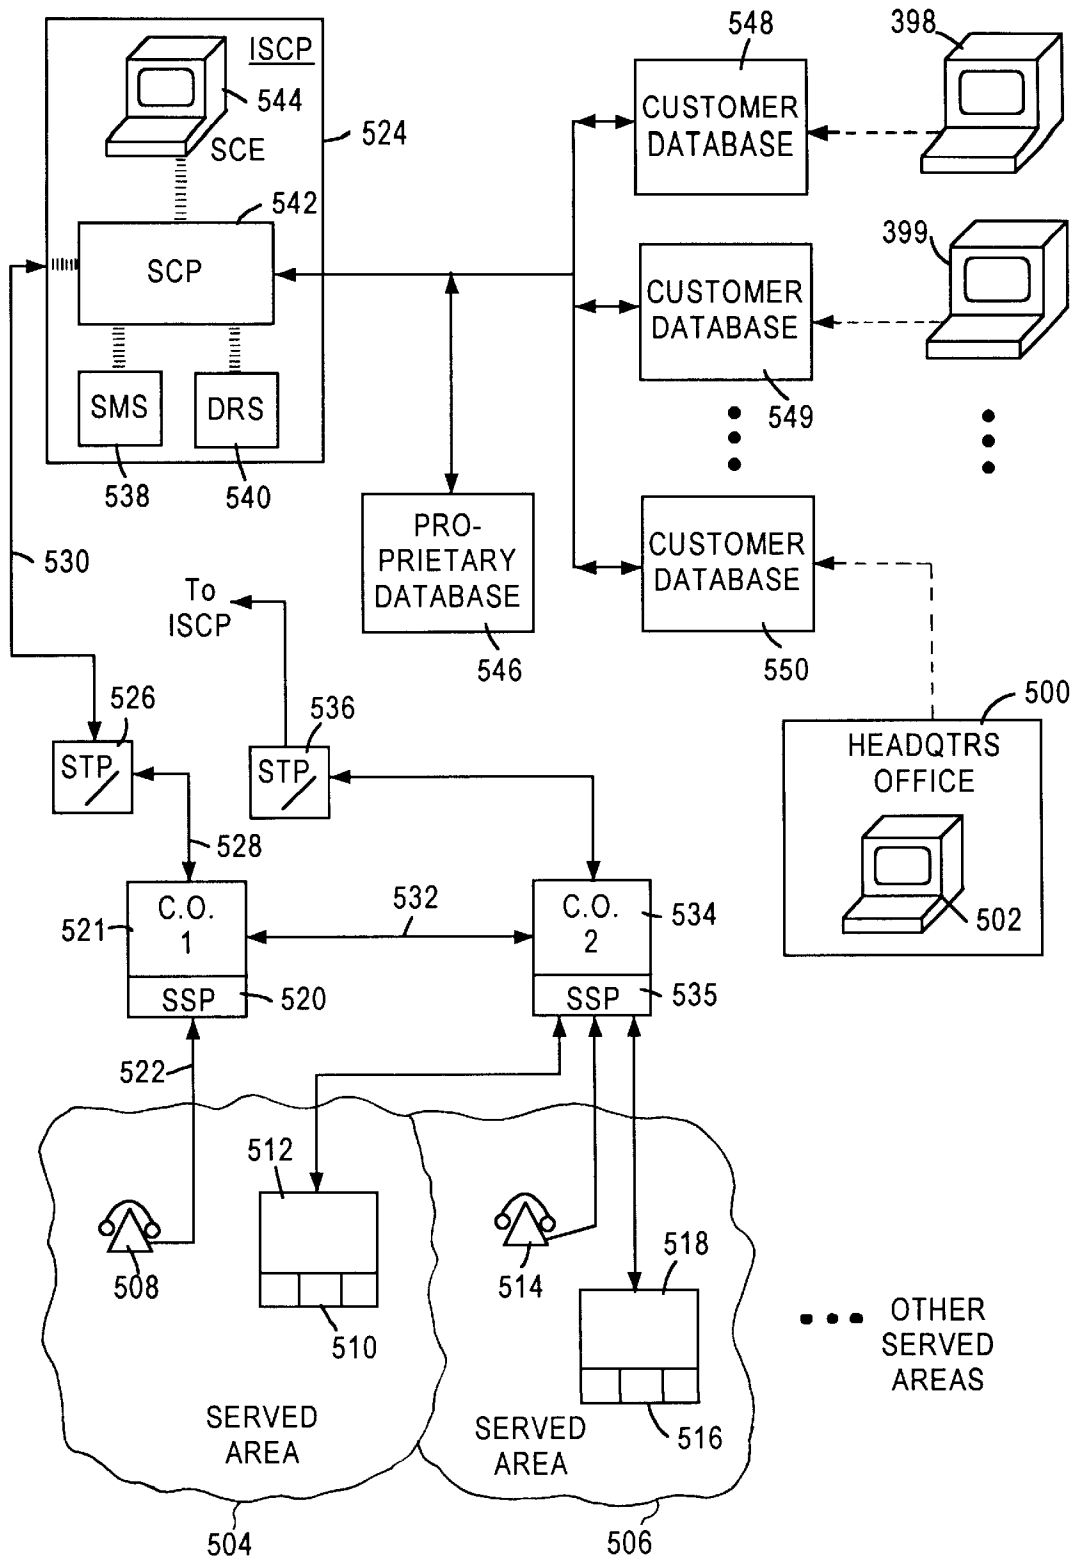 548
398
ISCP
544
SCE
524
CUSTOMER
DATABASE
542
SCP
399
CUSTOMER
DATABASE
SMS
DRS
549
538
540
530
PRO-
PRIETARY
DATABASE
CUSTOMER
DATABASE
To
ISCP
546
550
526
536
500
STP
STP
HEADQTRS
OFFICE
528
502
521
C.O.
1
532
C.O.
2
534
SSP
520
SSP
535
522
512
508
510
514
518
516
SERVED
AREA
SERVED
AREA
OTHER
SERVED
AREAS
504
506